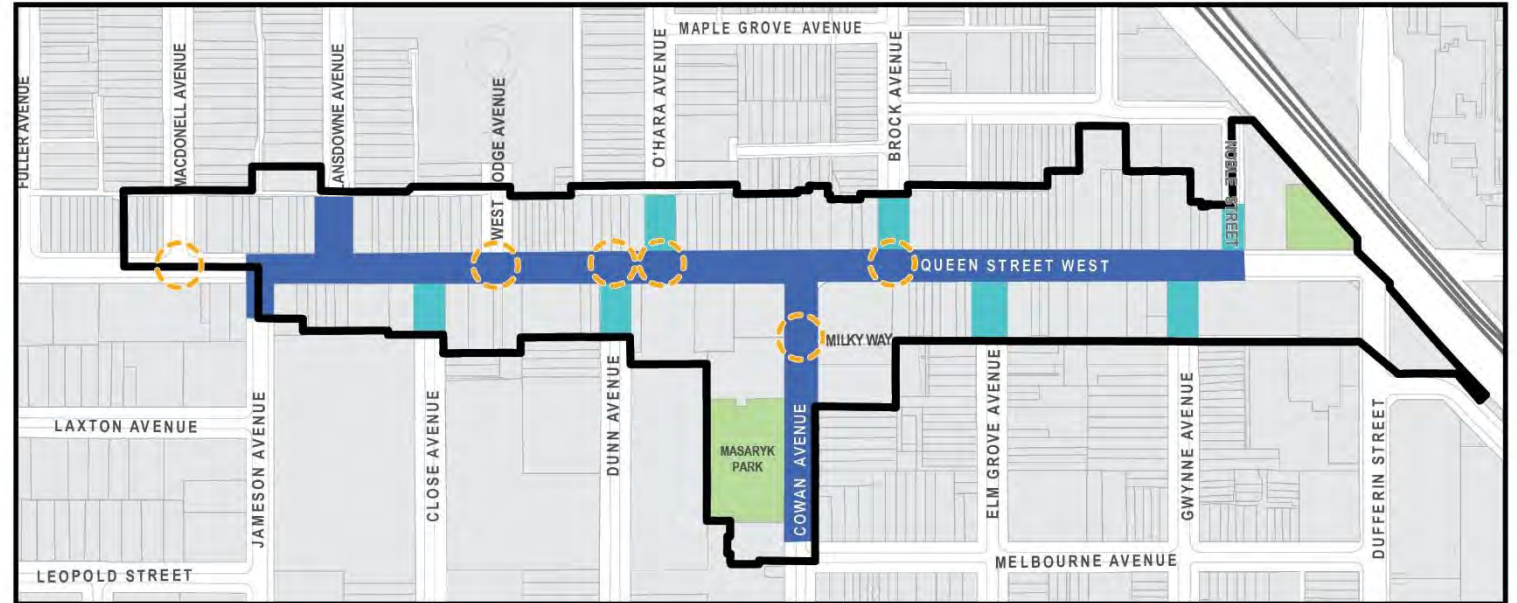 MAPLE GROVE AVENUE
FULLER AVENUE
MACDONELL AVENUE
LANSDOWNE AVENUE
WEST LODGE AVENUE
O'HARA AVENUE
BROCK AVENUE
NOBLE STREET
QUEEN STREET WEST
MILKY WAY
LAXTON AVENUE
JAMESON AVENUE
CLOSE AVENUE
DUNN AVENUE
MASARYK
PARK
COWAN AVENUE
ELM GROVE AVENUE
GWYNNE AVENUE
DUFFERIN STREET
LEOPOLD STREET
MELBOURNE AVENUE